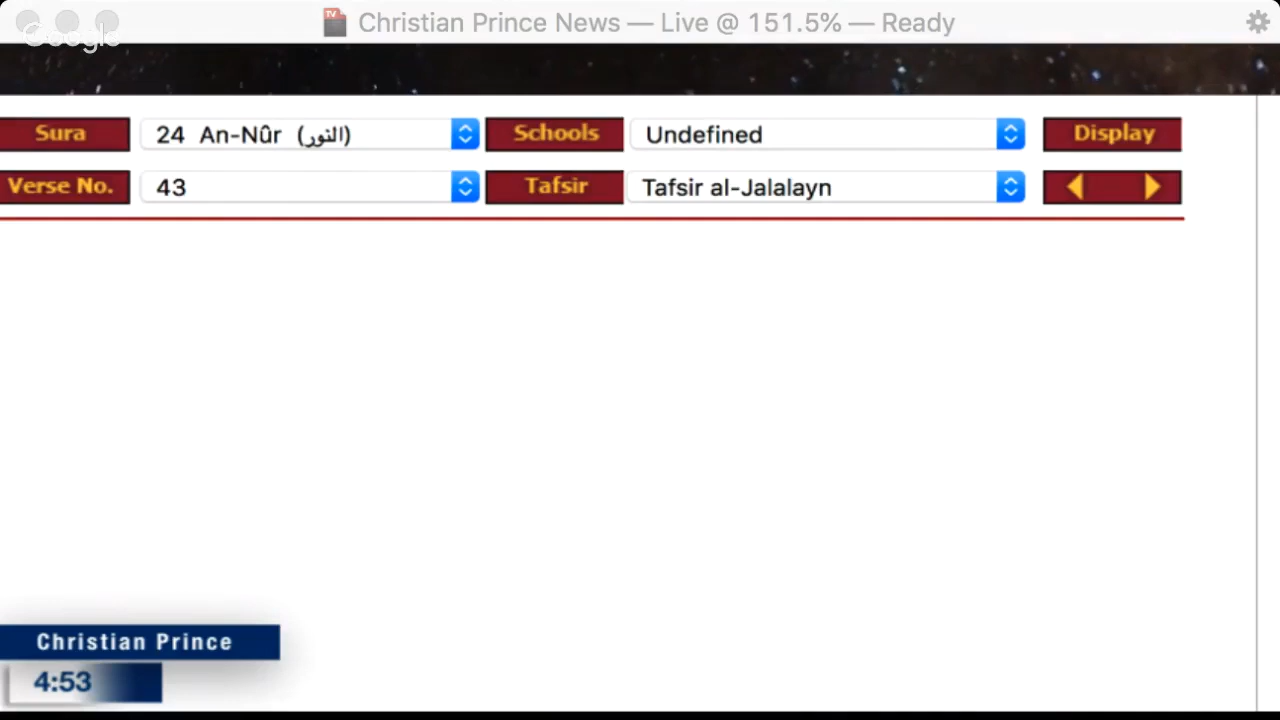 Christian Prince News — Live @ 151.5% — Ready
Google
Sura 24 An-Nûr (النور) Schools Undefined Display
Verse No. 43 Tafsir Tafsir al-Jalalayn
Christian Prince
4:53